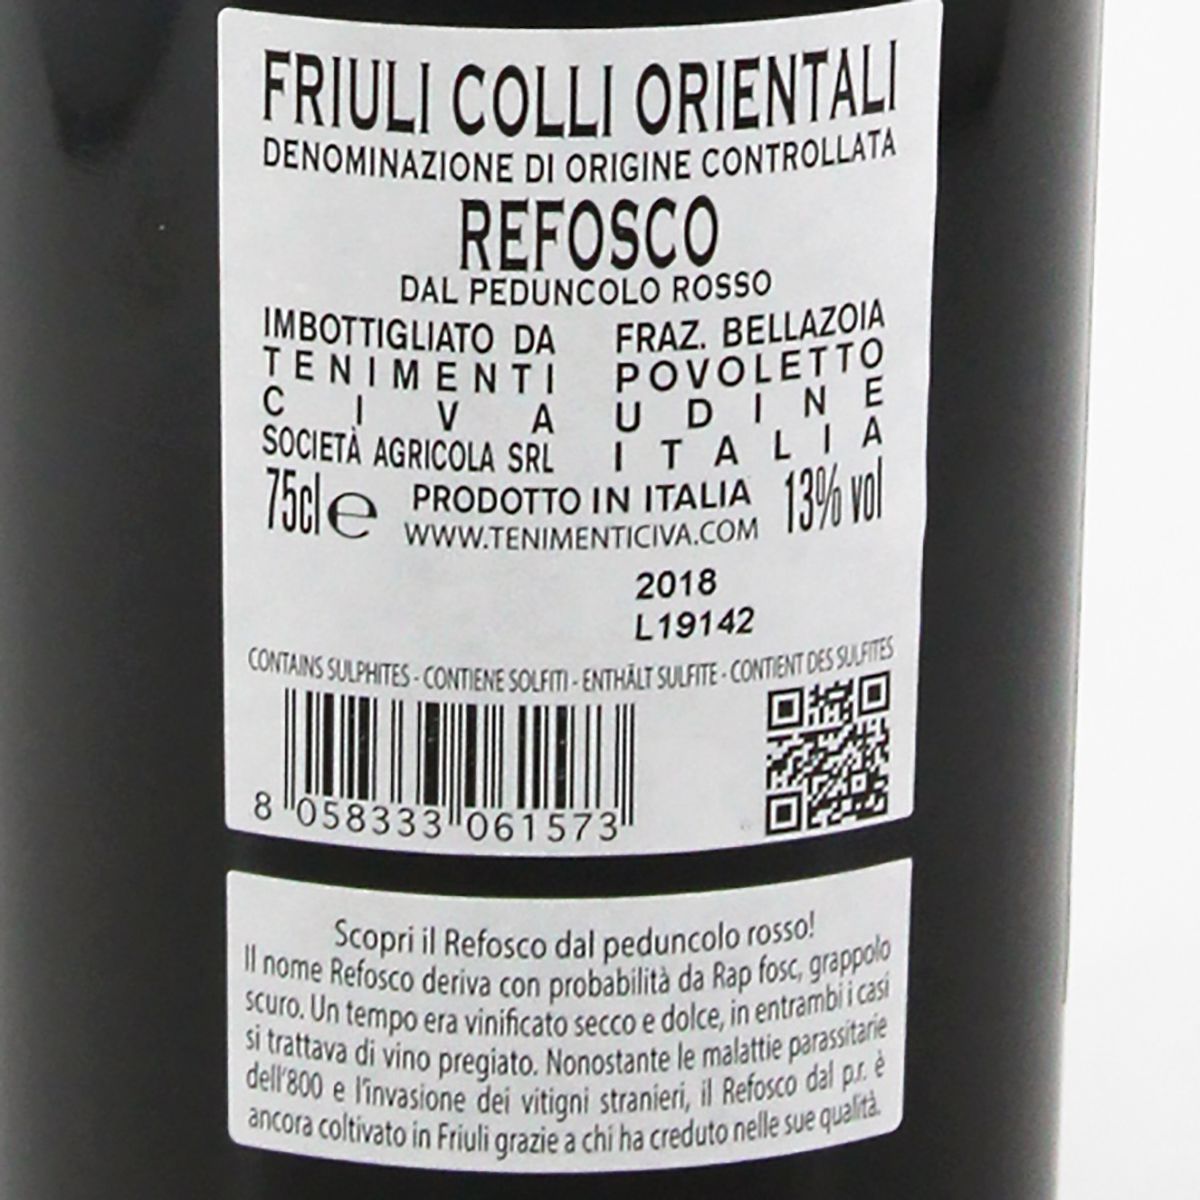 FRIULI COLLI ORIENTALI
DENOMINAZIONE DI ORIGINE CONTROLLATA
REFOSCO
DAL PEDUNCOLO ROSSO
IMBOTTIGLIATO DA
TENIMENTI
CIVA
SOCIETÀ AGRICOLA SRL
FRAZ. BELLAZOIA
POVOLETTO
UDINE
ITALIA
75cl e
PRODOTTO IN ITALIA
WWW.TENIMENTICIVA.COM
13% vol
2018
L19142
CONTAINS SULPHITES - CONTIENE SOLFITI - ENTHÄLT SULFITE - CONTIENT DES SULFITES
8 058333 061573
Scopri il Refosco dal peduncolo rosso!
Il nome Refosco deriva con probabilità da Rap fosc, grappolo
scuro. Un tempo era vinificato secco e dolce, in entrambi i casi
si trattava di vino pregiato. Nonostante le malattie parassitarie
dell'800 e l'invasione dei vitigni stranieri, il Refosco dal p.r. è
ancora coltivato in Friuli grazie a chi ha creduto nelle sue qualità.